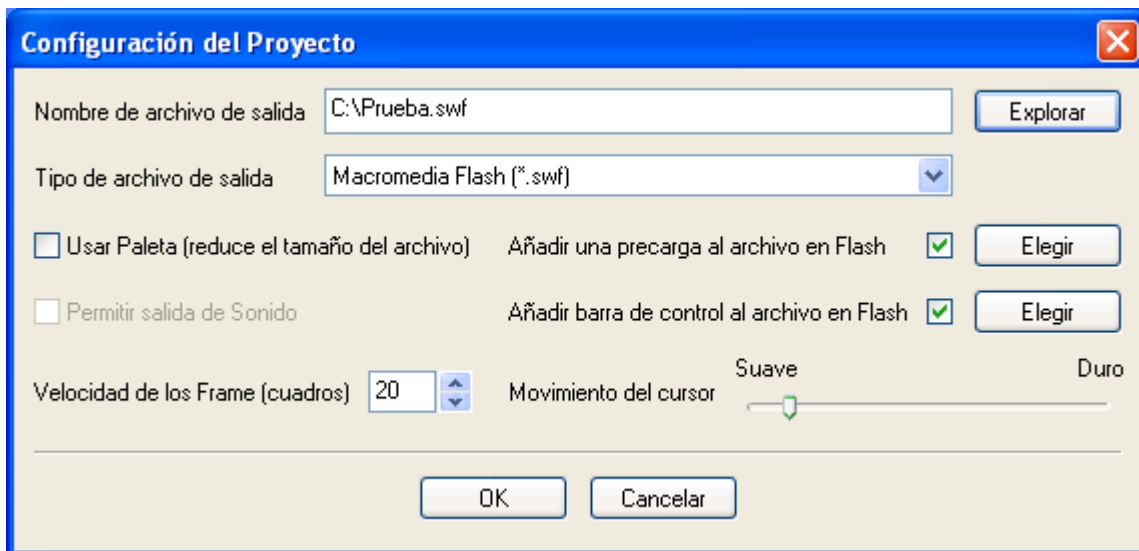 Configuración del Proyecto
Nombre de archivo de salida C:\Prueba.swf Explorar
Tipo de archivo de salida Macromedia Flash (*.swf)
Usar Paleta (reduce el tamaño del archivo) Añadir una precarga al archivo en Flash Elegir
Permitir salida de Sonido Añadir barra de control al archivo en Flash Elegir
Suave Duro
Velocidad de los Frame (cuadros) 20 Movimiento del cursor
OK Cancelar